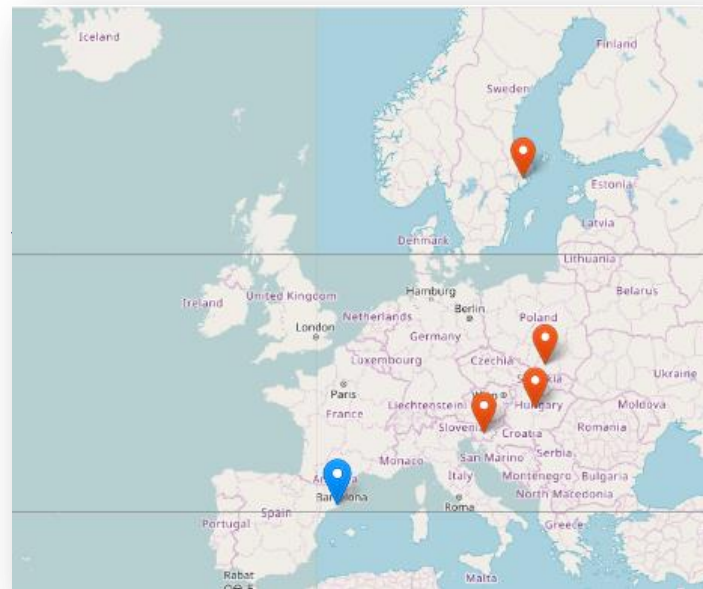 Iceland
Finland
Sweden
Estonia
Latvia
Denmark
Lithuania
Hamburg
Belarus
Ireland
United Kingdom
Berlin
Netherlands
Poland
London
Germany
Luxembourg
Czechia
Ukraine
Paris
Liechtenstein
Hungary
Moldova
France
Slovenia
Croatia
Romania
Monaco
San Marino
Serbia
Italy
Montenegro
Bulgaria
Barcelona
North Macedonia
Spain
Roma
Portugal
Greece
Rabat
Malta